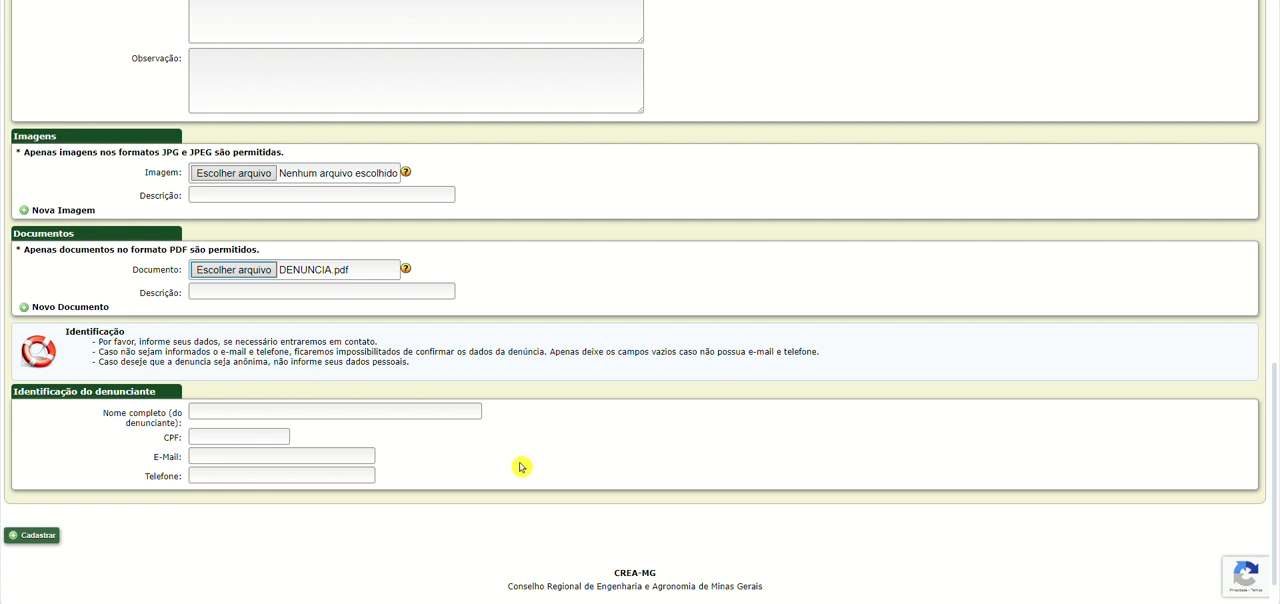 Observação:
Imagens
* Apenas imagens nos formatos JPG e JPEG são permitidas.
Imagem: Escolher arquivo Nenhum arquivo escolhido ?
Descrição:
Nova Imagem
Documentos
* Apenas documentos no formato PDF são permitidos.
Documento: Escolher arquivo DENUNCIA.pdf ?
Descrição:
Novo Documento
Identificação
- Por favor, informe seus dados, se necessário entraremos em contato.
- Caso não sejam informados o e-mail e telefone, ficaremos impossibilitados de confirmar os dados da denúncia. Apenas deixe os campos vazios caso não possua e-mail e telefone.
- Caso deseje que a denuncia seja anônima, não informe seus dados pessoais.
Identificação do denunciante
Nome completo (do
denunciante):
CPF:
E-Mail:
Telefone:
Cadastrar
CREA-MG
Conselho Regional de Engenharia e Agronomia de Minas Gerais
Privacidade - Termos